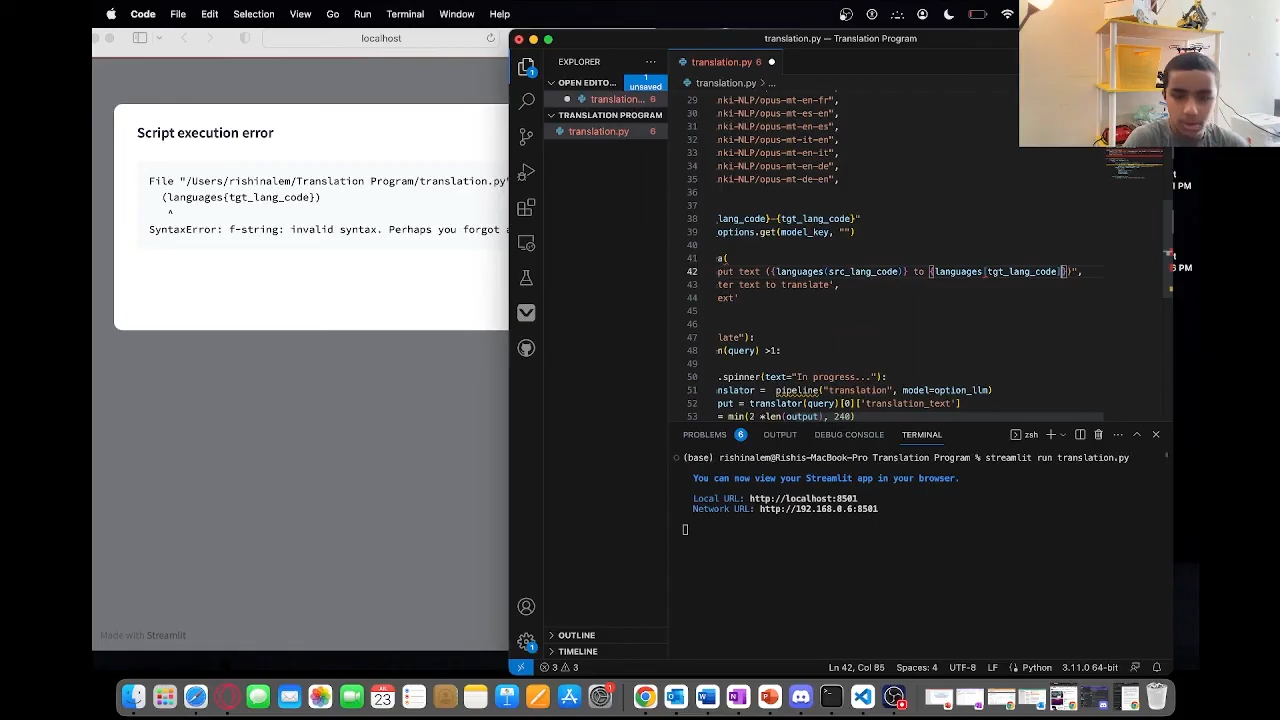 Code File Edit Selection View Go Run Terminal Window Help
localhost
translation.py — Translation Program
Script execution error
File "/Users/rishinalem/Translation Program/translation.py"
(languages{tgt_lang_code})
^
SyntaxError: f-string: invalid syntax. Perhaps you forgot a
Made with Streamlit
EXPLORER
OPEN EDITO...
1 unsaved
translation... 6
TRANSLATION PROGRAM
translation.py 6
OUTLINE
TIMELINE
translation.py 6
translation.py > ...
29 nki-NLP/opus-mt-en-fr",
30 nki-NLP/opus-mt-es-en",
31 nki-NLP/opus-mt-en-es",
32 nki-NLP/opus-mt-it-en",
33 nki-NLP/opus-mt-en-it",
34 nki-NLP/opus-mt-en-de",
35 nki-NLP/opus-mt-de-en",
36
37
38 lang_code}-{tgt_lang_code}"
39 options.get(model_key, "")
40
41 a(
42 put text ({languages(src_lang_code)} to {languages[tgt_lang_code]})",
43 ter text to translate',
44 ext'
45
46
47 late"):
48 n(query) >1:
49
50 .spinner(text="In progress..."):
51 nslator = pipeline("translation", model=option_llm)
52 put = translator(query)[0]['translation_text']
53 = min(2 *len(output), 240)
PROBLEMS 6 OUTPUT DEBUG CONSOLE TERMINAL
zsh
(base) rishinalem@Rishis-MacBook-Pro Translation Program % streamlit run translation.py
You can now view your Streamlit app in your browser.
Local URL: http://localhost:8501
Network URL: http://192.168.0.6:8501
3 3
Ln 42, Col 85 Spaces: 4 UTF-8 LF Python 3.11.0 64-bit
1 PM
6 PM
JUL
23